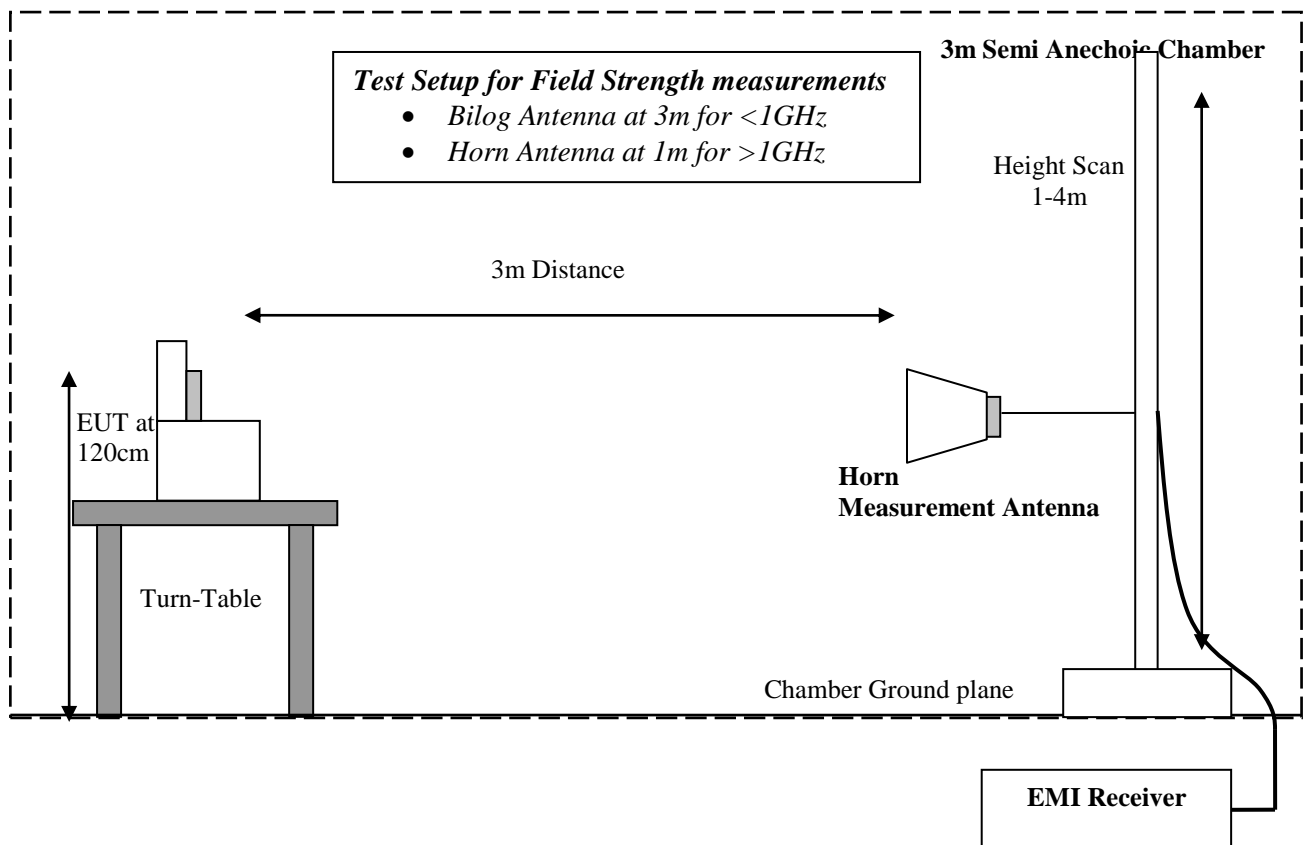 3m Semi Anechoic Chamber
Test Setup for Field Strength measurements
• Bilog Antenna at 3m for <1GHz
• Horn Antenna at 1m for >1GHz
Height Scan
1-4m
3m Distance
EUT at
120cm
Horn
Measurement Antenna
Turn-Table
Chamber Ground plane
EMI Receiver